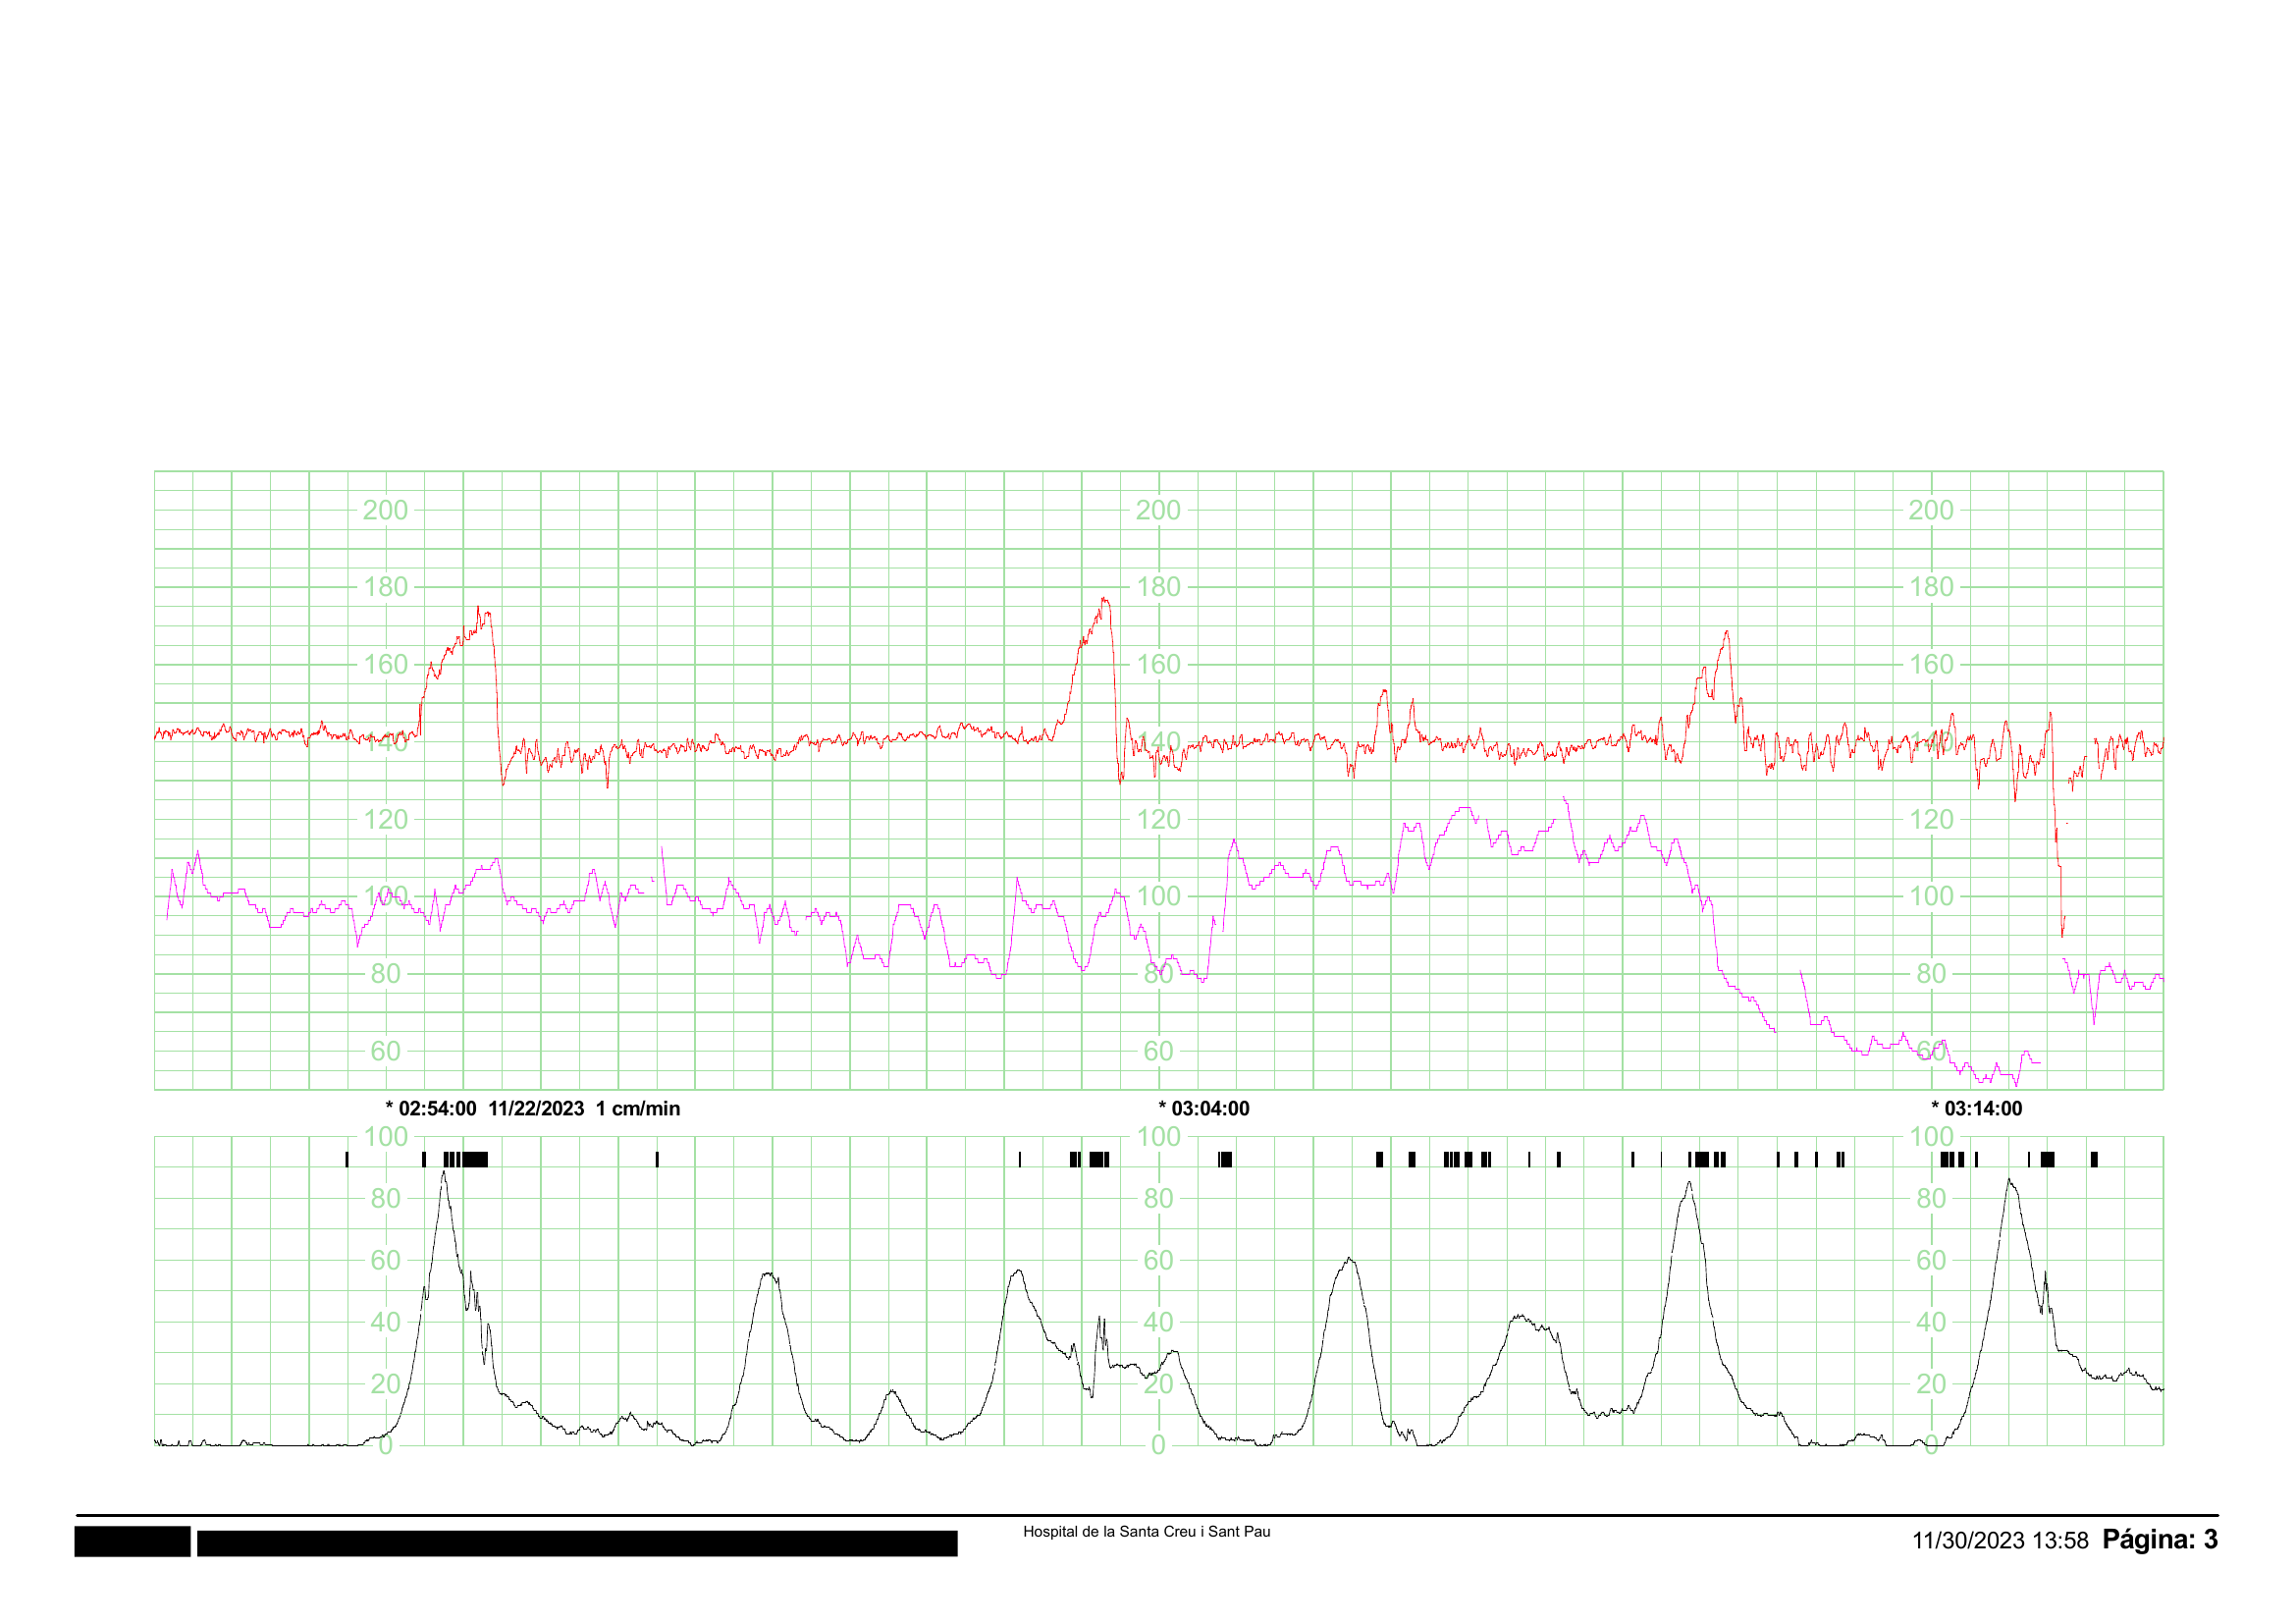 200 200 200
180 180 180
160 160 160
140 140 140
120 120 120
100 100 100
80 80 80
60 60 60
* 02:54:00 11/22/2023 1 cm/min * 03:04:00 * 03:14:00
100 100 100
80 80 80
60 60 60
40 40 40
20 20 20
0 0 0
Hospital de la Santa Creu i Sant Pau
11/30/2023 13:58 Página: 3